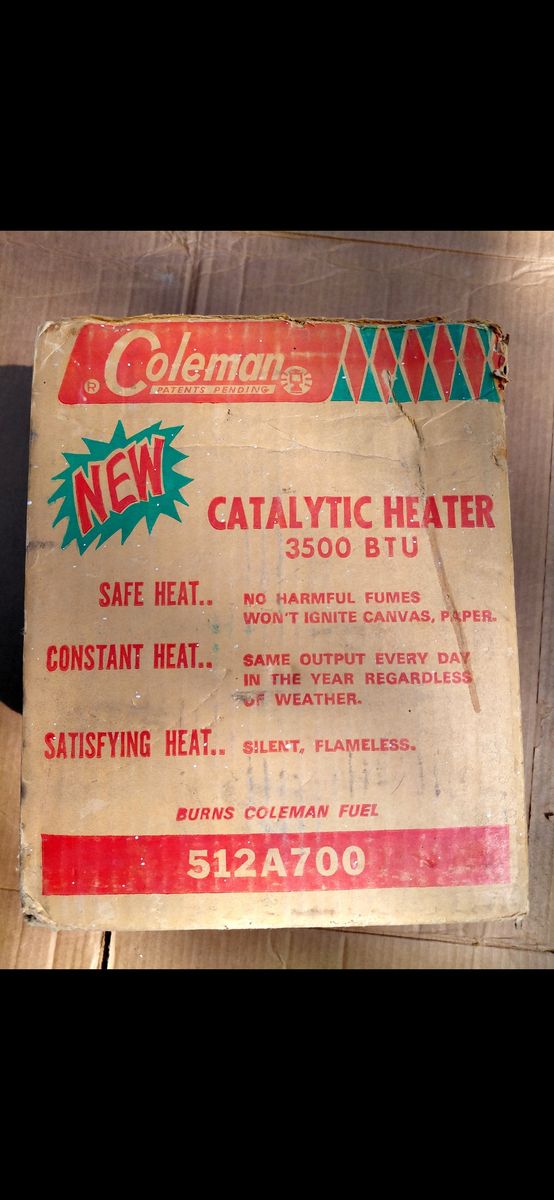 Coleman
®
PATENTS PENDING
NEW
CATALYTIC HEATER
3500 BTU
SAFE HEAT.. NO HARMFUL FUMES
WON'T IGNITE CANVAS, PAPER.
CONSTANT HEAT.. SAME OUTPUT EVERY DAY
IN THE YEAR REGARDLESS
OF WEATHER.
SATISFYING HEAT.. SILENT, FLAMELESS.
BURNS COLEMAN FUEL
512A700